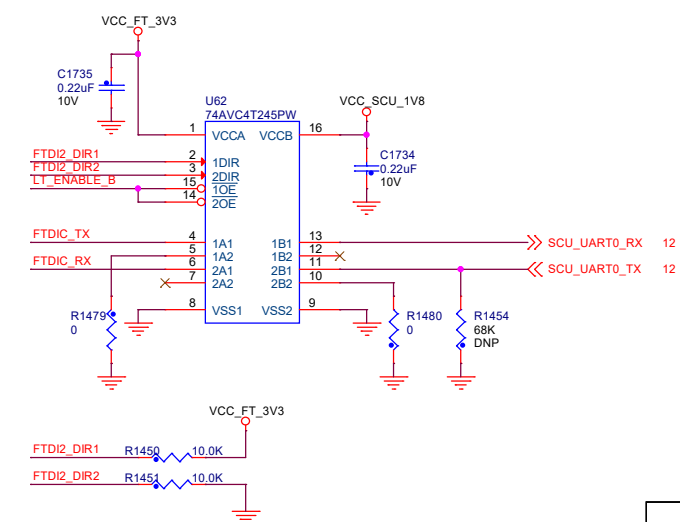 VCC_FT_3V3
C1735
0.22uF
10V
U62
74AVC4T245PW
VCC_SCU_1V8
1 VCCA VCCB 16
C1734
0.22uF
10V
FTDI2_DIR1 2 1DIR
FTDI2_DIR2 3 2DIR
LT_ENABLE_B 15 1OE
14 2OE
FTDIC_TX 4 1A1 1B1 13 SCU_UART0_RX 12
5 1A2 1B2 12
FTDIC_RX 6 2A1 2B1 11 SCU_UART0_TX 12
7 2A2 2B2 10
8 VSS1 VSS2 9
R1479
0
R1480
0
R1454
68K
DNP
VCC_FT_3V3
FTDI2_DIR1 R1450 10.0K
FTDI2_DIR2 R1451 10.0K